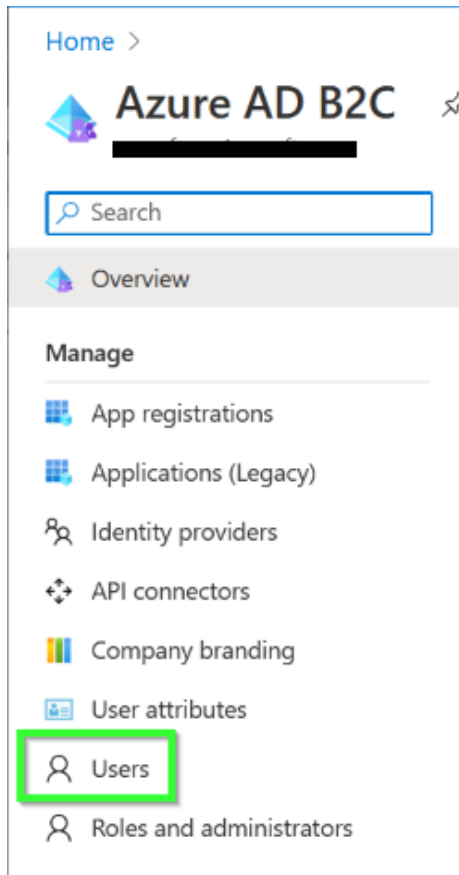 Home >
Azure AD B2C
Search
Overview
Manage
App registrations
Applications (Legacy)
Identity providers
API connectors
Company branding
User attributes
Users
Roles and administrators